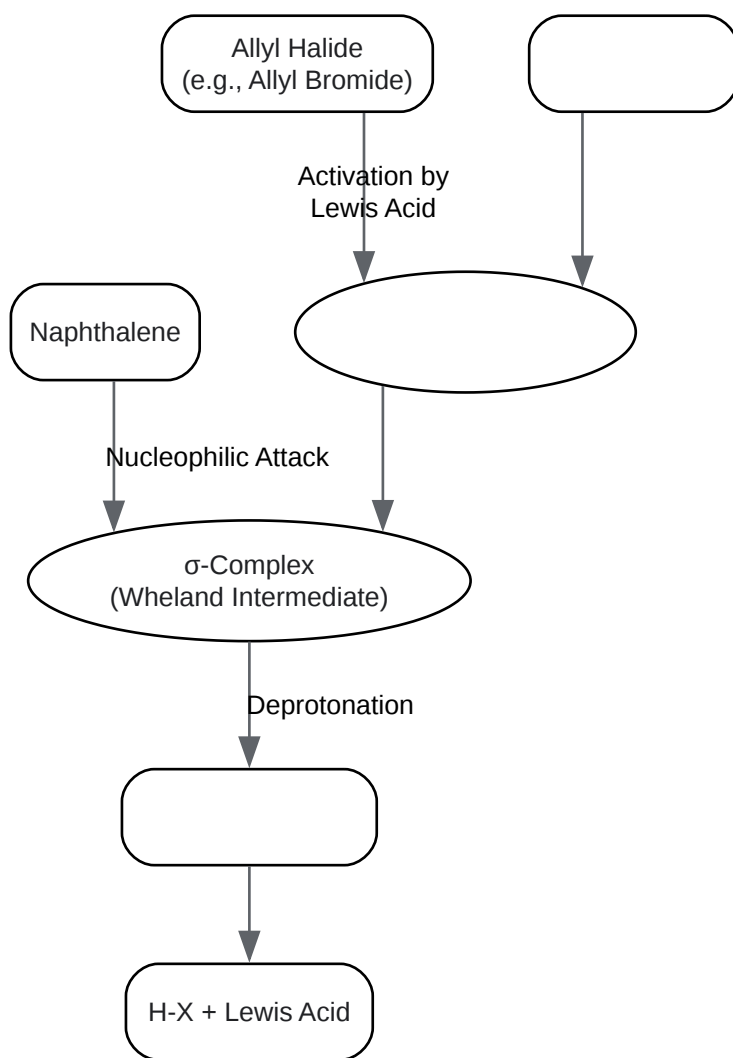 Allyl Halide
(e.g., Allyl Bromide)
Activation by
Lewis Acid
Naphthalene
Nucleophilic Attack
σ-Complex
(Wheland Intermediate)
Deprotonation
H-X + Lewis Acid